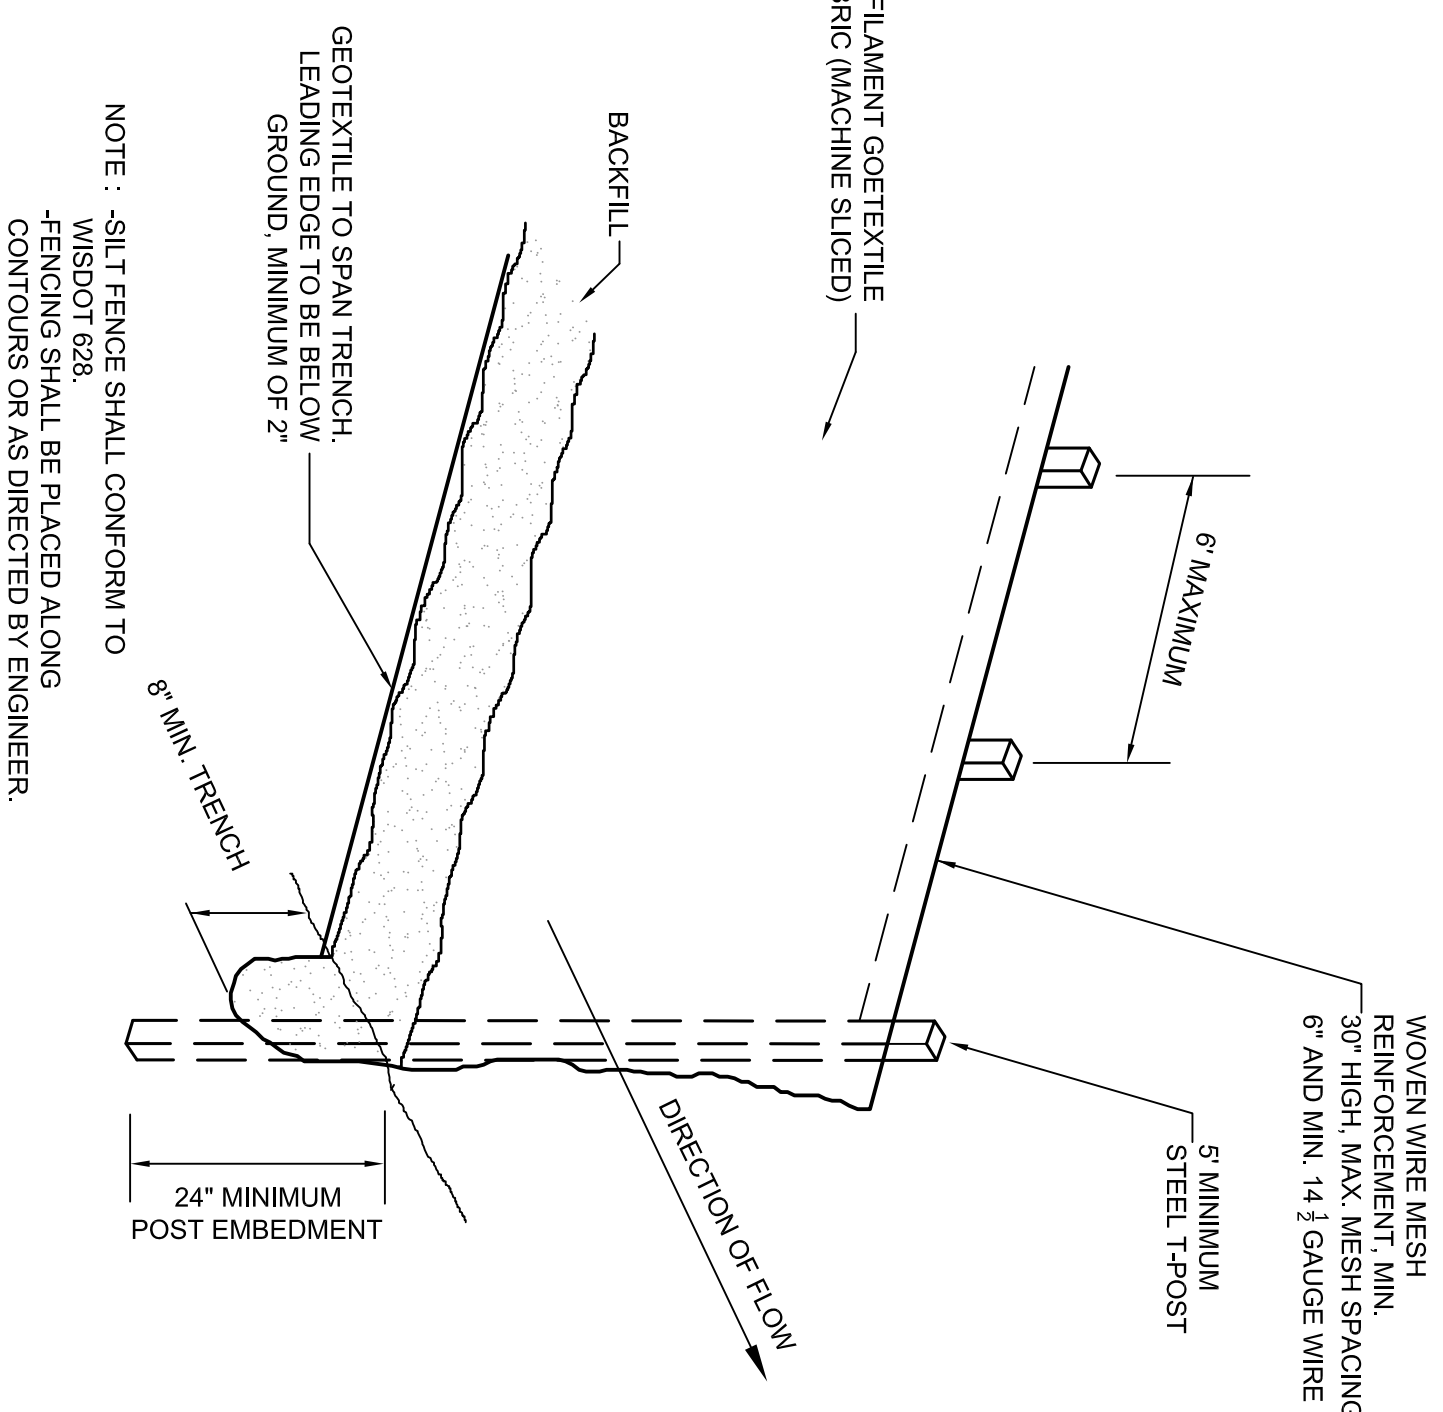 WOVEN WIRE MESH
REINFORCEMENT, MIN.
30" HIGH, MAX. MESH SPACING
6" AND MIN. 14 1/2 GAUGE WIRE
5' MINIMUM
STEEL T-POST
6' MAXIMUM
FILAMENT GOETEXTILE
(MACHINE SLICED)
DIRECTION OF FLOW
BACKFILL
GEOTEXTILE TO SPAN TRENCH.
LEADING EDGE TO BE BELOW
GROUND, MINIMUM OF 2"
24" MINIMUM
POST EMBEDMENT
8" MIN. TRENCH
NOTE : -SILT FENCE SHALL CONFORM TO
WISDOT 628.
-FENCING SHALL BE PLACED ALONG
CONTOURS OR AS DIRECTED BY ENGINEER.